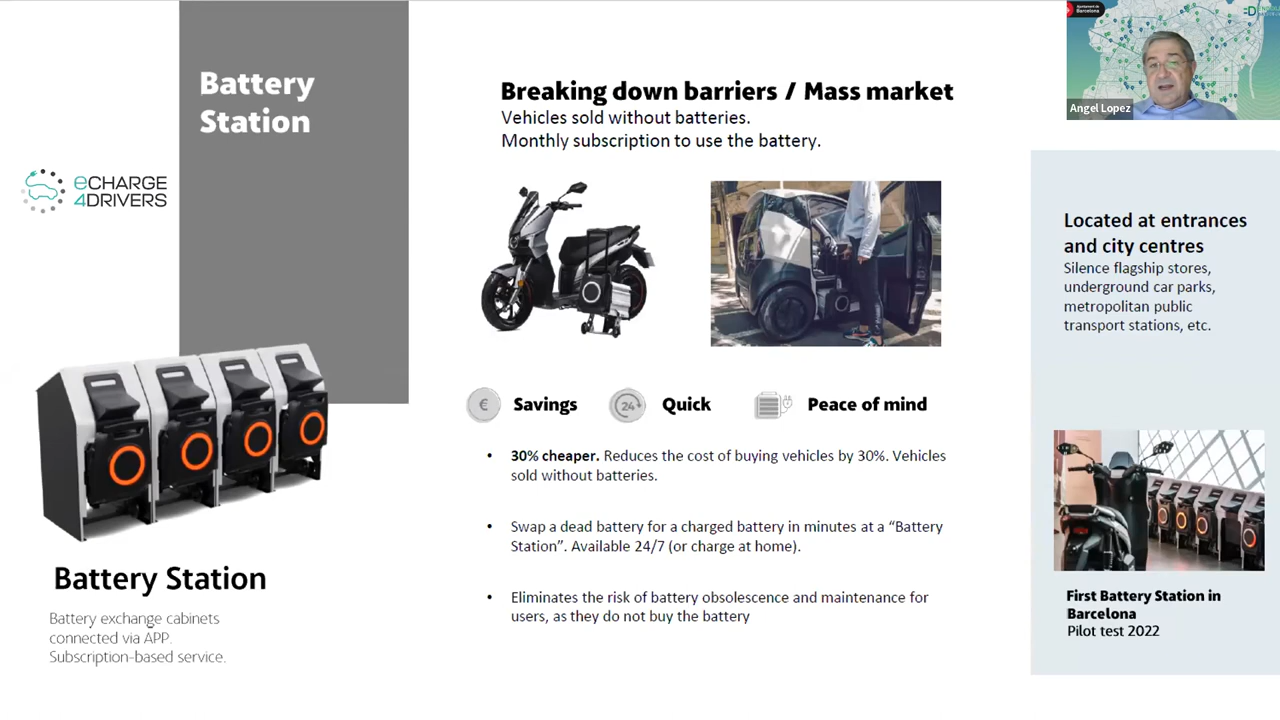 Battery
Station
eCHARGE
4DRIVERS
Battery Station
Battery exchange cabinets
connected via APP.
Subscription-based service.
Breaking down barriers / Mass market
Vehicles sold without batteries.
Monthly subscription to use the battery.
€ Savings
24 Quick
Peace of mind
• 30% cheaper. Reduces the cost of buying vehicles by 30%. Vehicles
sold without batteries.
• Swap a dead battery for a charged battery in minutes at a “Battery
Station”. Available 24/7 (or charge at home).
• Eliminates the risk of battery obsolescence and maintenance for
users, as they do not buy the battery
Ajuntament de
Barcelona
Angel Lopez
Located at entrances
and city centres
Silence flagship stores,
underground car parks,
metropolitan public
transport stations, etc.
First Battery Station in
Barcelona
Pilot test 2022